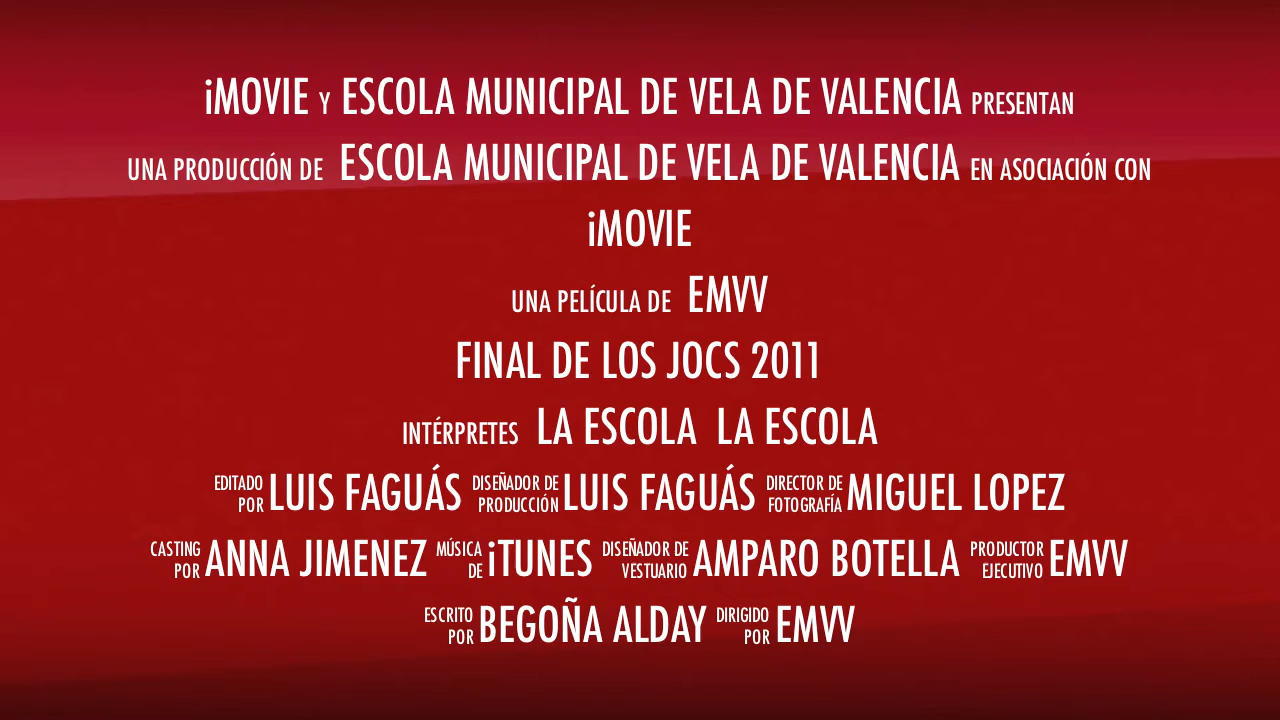 iMOVIE Y ESCOLA MUNICIPAL DE VELA DE VALENCIA PRESENTAN
UNA PRODUCCIÓN DE ESCOLA MUNICIPAL DE VELA DE VALENCIA EN ASOCIACIÓN CON
iMOVIE
UNA PELÍCULA DE EMVV
FINAL DE LOS JOCS 2011
INTÉRPRETES LA ESCOLA LA ESCOLA
EDITADO POR LUIS FAGUÁS DISEÑADOR DE PRODUCCIÓN LUIS FAGUÁS DIRECTOR DE FOTOGRAFÍA MIGUEL LOPEZ
CASTING POR ANNA JIMENEZ MÚSICA DE iTUNES DISEÑADOR DE VESTUARIO AMPARO BOTELLA PRODUCTOR EJECUTIVO EMVV
ESCRITO POR BEGOÑA ALDAY DIRIGIDO POR EMVV